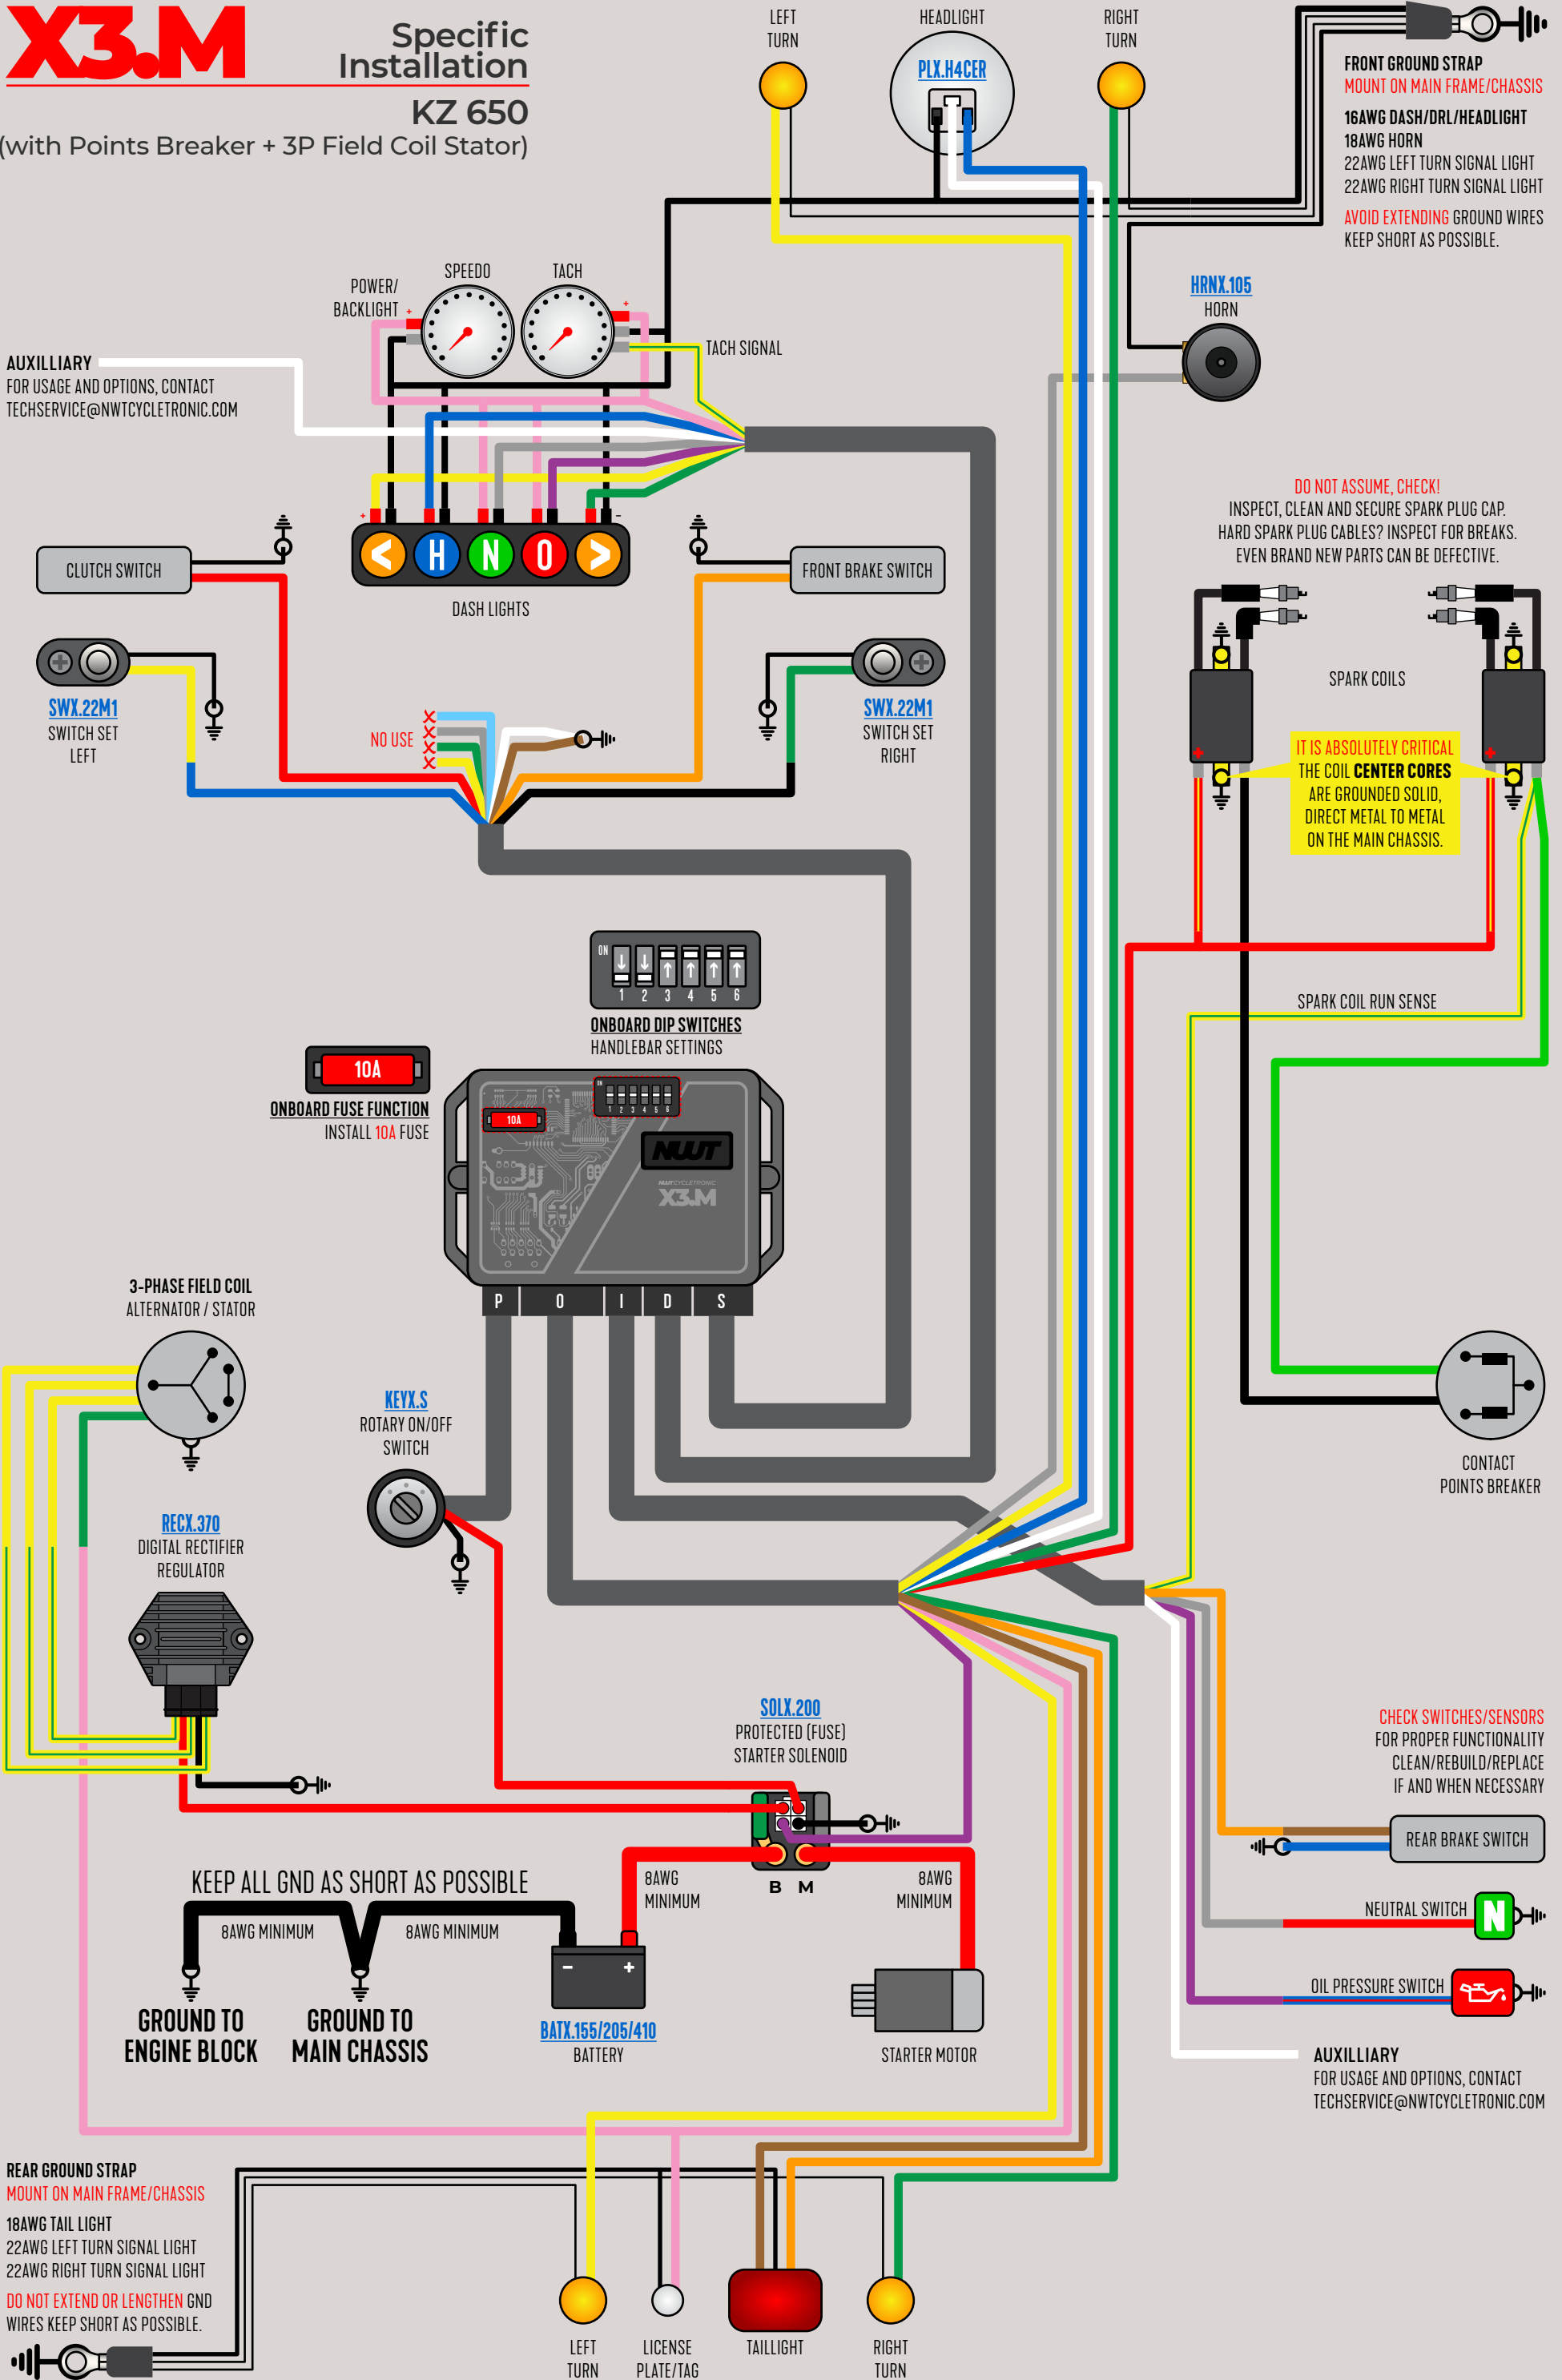 X3.M
Specific
Installation
KZ 650
(with Points Breaker + 3P Field Coil Stator)
LEFT
TURN
HEADLIGHT
PLX.H4CER
RIGHT
TURN
FRONT GROUND STRAP
MOUNT ON MAIN FRAME/CHASSIS
16AWG DASH/DRL/HEADLIGHT
18AWG HORN
22AWG LEFT TURN SIGNAL LIGHT
22AWG RIGHT TURN SIGNAL LIGHT
AVOID EXTENDING GROUND WIRES
KEEP SHORT AS POSSIBLE.
SPEEDO
TACH
POWER/
BACKLIGHT
+
+
TACH SIGNAL
HRNX.105
HORN
AUXILLIARY
FOR USAGE AND OPTIONS, CONTACT
TECHSERVICE@NWTCYCLETRONIC.COM
+
-
< H N O >
DASH LIGHTS
CLUTCH SWITCH
FRONT BRAKE SWITCH
DO NOT ASSUME, CHECK!
INSPECT, CLEAN AND SECURE SPARK PLUG CAP.
HARD SPARK PLUG CABLES? INSPECT FOR BREAKS.
EVEN BRAND NEW PARTS CAN BE DEFECTIVE.
SWX.22M1
SWITCH SET
LEFT
NO USE
X
X
X
X
SWX.22M1
SWITCH SET
RIGHT
SPARK COILS
+
+
IT IS ABSOLUTELY CRITICAL
THE COIL CENTER CORES
ARE GROUNDED SOLID,
DIRECT METAL TO METAL
ON THE MAIN CHASSIS.
ON
1 2 3 4 5 6
ONBOARD DIP SWITCHES
HANDLEBAR SETTINGS
SPARK COIL RUN SENSE
10A
ONBOARD FUSE FUNCTION
INSTALL 10A FUSE
ON
1 2 3 4 5 6
10A
NWT
NWTCYCLETRONIC
X3.M
P O I D S
3-PHASE FIELD COIL
ALTERNATOR / STATOR
KEYX.S
ROTARY ON/OFF
SWITCH
CONTACT
POINTS BREAKER
RECX.370
DIGITAL RECTIFIER
REGULATOR
SOLX.200
PROTECTED (FUSE)
STARTER SOLENOID
B M
CHECK SWITCHES/SENSORS
FOR PROPER FUNCTIONALITY
CLEAN/REBUILD/REPLACE
IF AND WHEN NECESSARY
REAR BRAKE SWITCH
KEEP ALL GND AS SHORT AS POSSIBLE
8AWG MINIMUM
8AWG MINIMUM
8AWG
MINIMUM
8AWG
MINIMUM
NEUTRAL SWITCH
N
OIL PRESSURE SWITCH
- +
GROUND TO
ENGINE BLOCK
GROUND TO
MAIN CHASSIS
BATX.155/205/410
BATTERY
STARTER MOTOR
AUXILLIARY
FOR USAGE AND OPTIONS, CONTACT
TECHSERVICE@NWTCYCLETRONIC.COM
REAR GROUND STRAP
MOUNT ON MAIN FRAME/CHASSIS
18AWG TAIL LIGHT
22AWG LEFT TURN SIGNAL LIGHT
22AWG RIGHT TURN SIGNAL LIGHT
DO NOT EXTEND OR LENGTHEN GND
WIRES KEEP SHORT AS POSSIBLE.
LEFT
TURN
LICENSE
PLATE/TAG
TAILLIGHT
RIGHT
TURN